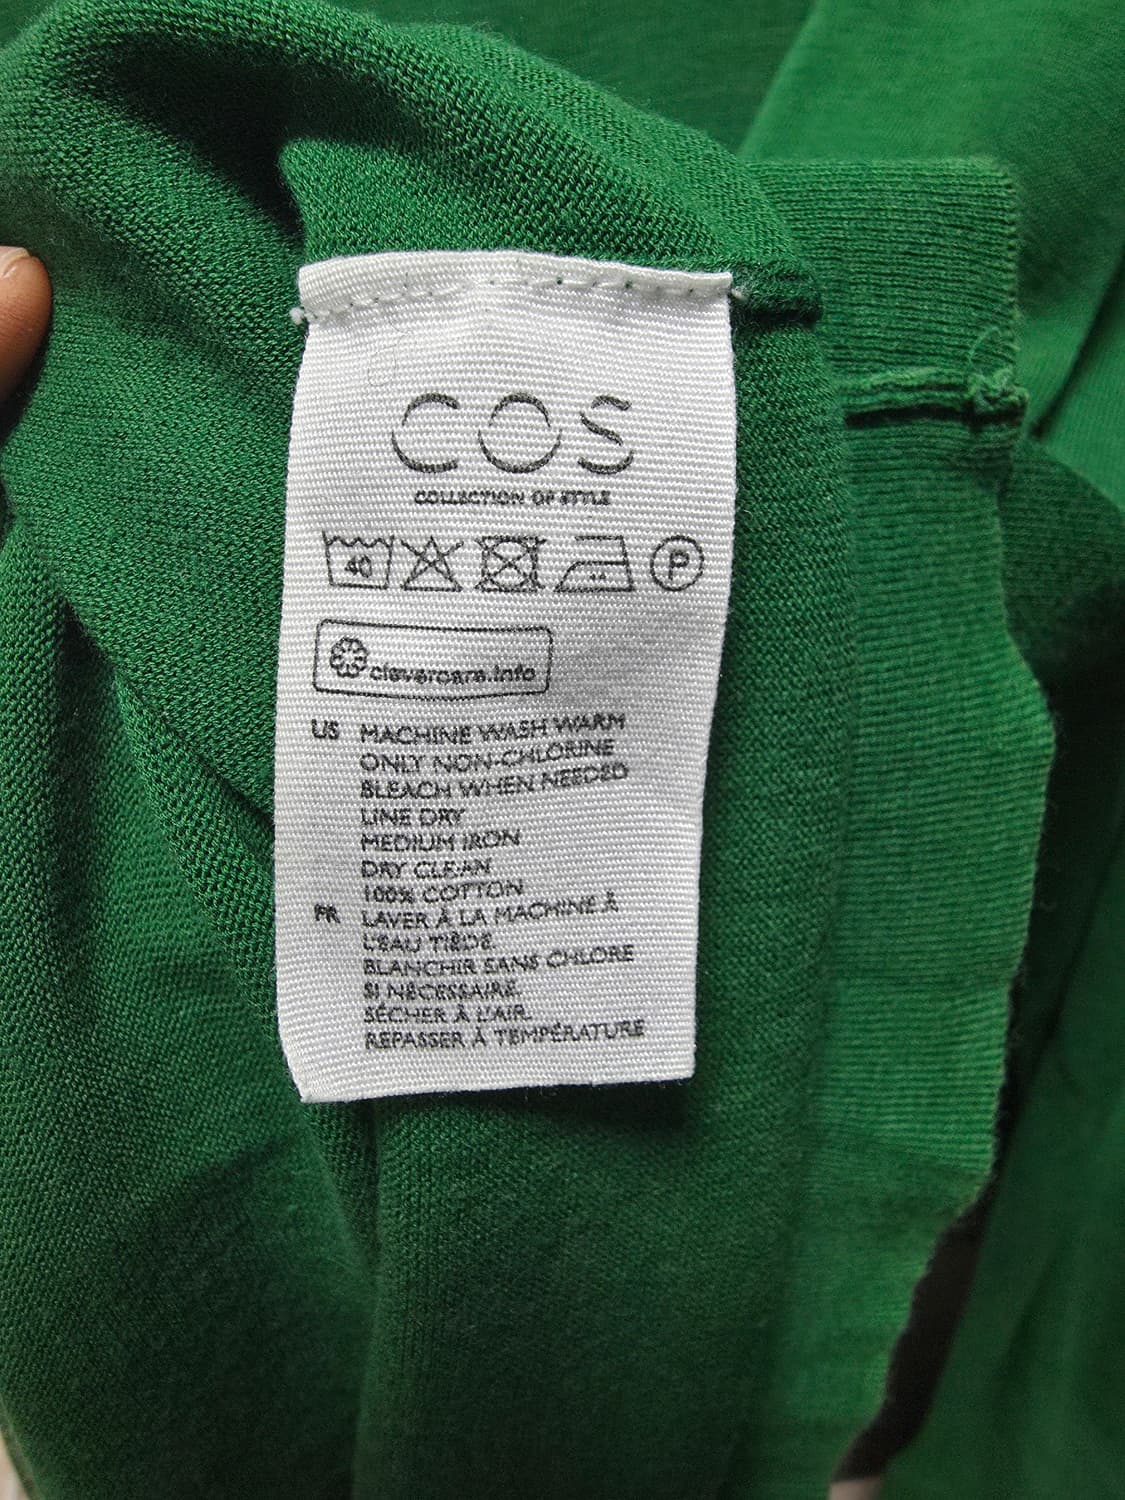 COS
COLLECTION OF STYLE
40 P
clevercare.info
US MACHINE WASH WARM
ONLY NON-CHLORINE
BLEACH WHEN NEEDED
LINE DRY
MEDIUM IRON
DRY CLEAN
100% COTTON
FR LAVER À LA MACHINE À
L'EAU TIÈDE.
BLANCHIR SANS CHLORE
SI NÉCESSAIRE.
SÉCHER À L'AIR.
REPASSER À TEMPÉRATURE